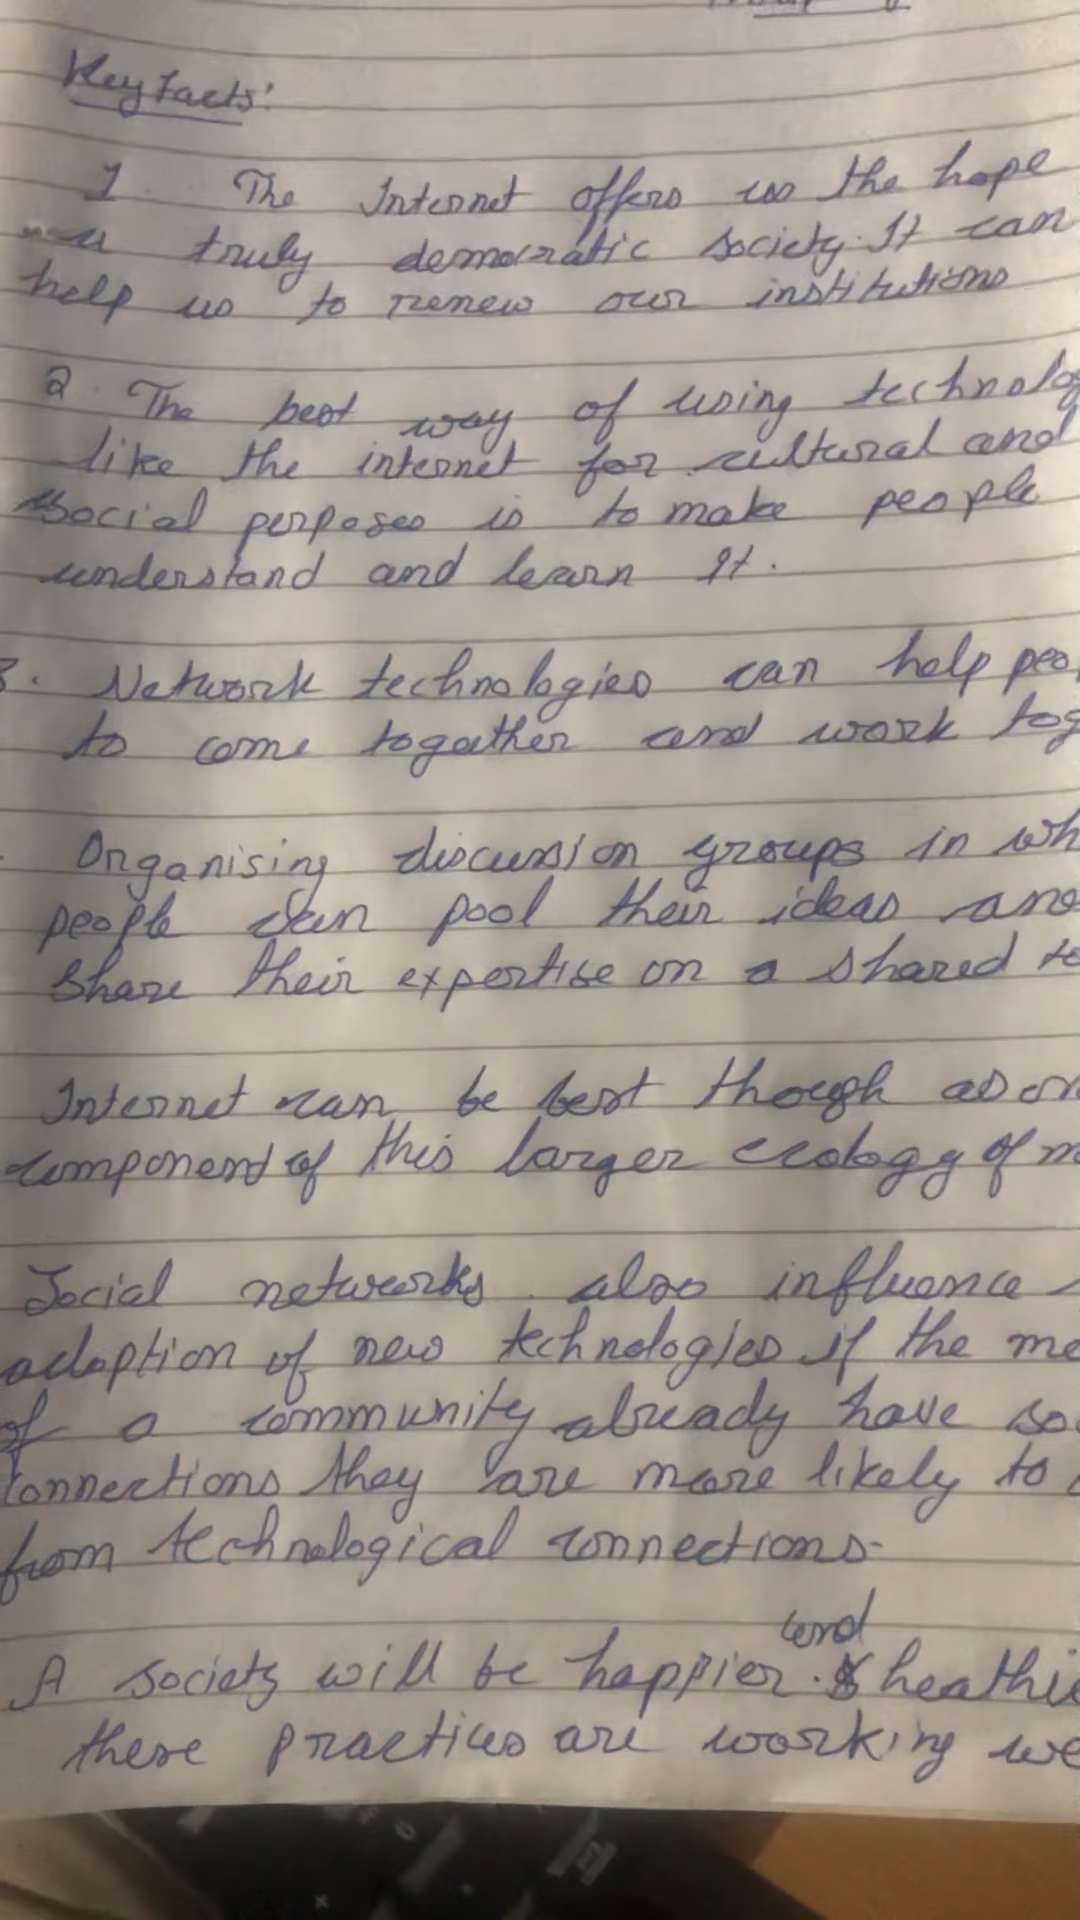 Key Facts:
1. The Internet offers us the hope
a truly democratic society. It can
help us to renew our institutions
2. The best way of using technolog
like the internet for cultural and
social perposes is to make people
understand and learn It.
3. Network technologies can help peo
to come togather and work tog
Organising discussion groups in wh
people can pool their ideas and
share their expertise on a shared to
Internet can be best though as on
component of this larger ecology of m
Social networks also influence
adoption of new technologies if the me
of a community already have so
connections they are more likely to
from technological connections.
and
A society will be happier. & heathie
these practices are working we